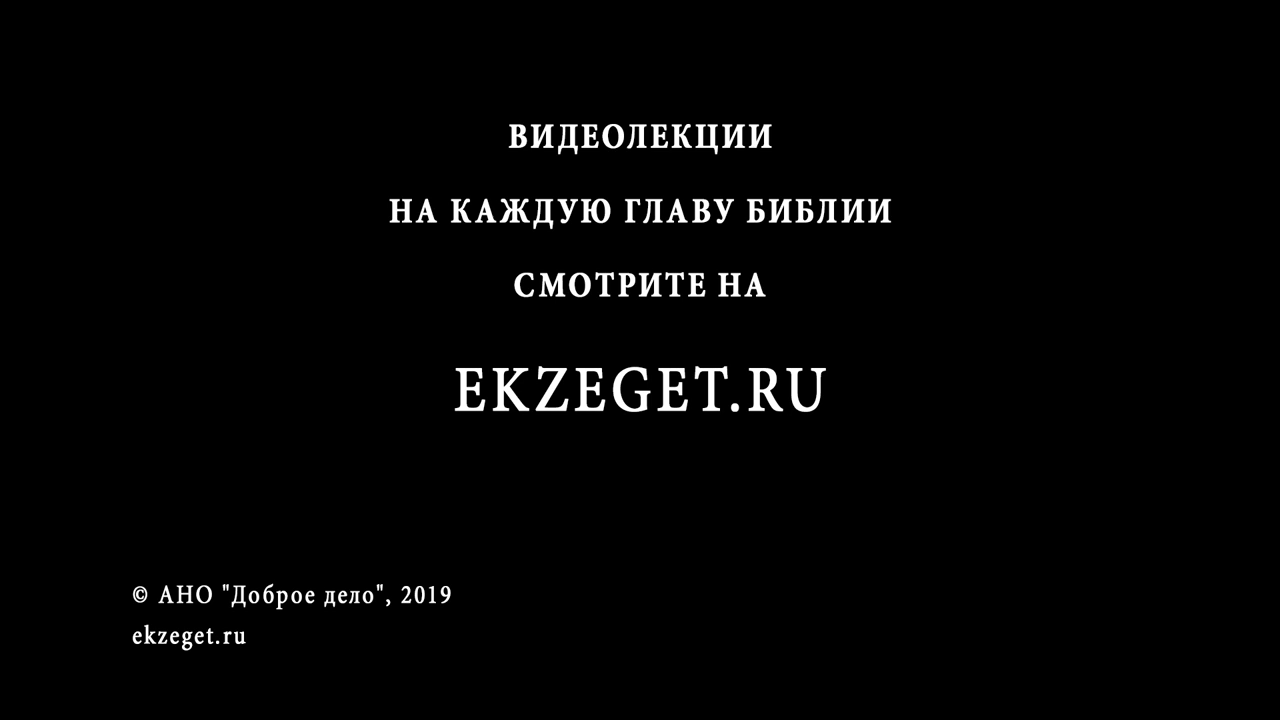 ВИДЕОЛЕКЦИИ
НА КАЖДУЮ ГЛАВУ БИБЛИИ
СМОТРИТЕ НА
EKZEGET.RU
© АНО "Доброе дело", 2019
ekzeget.ru